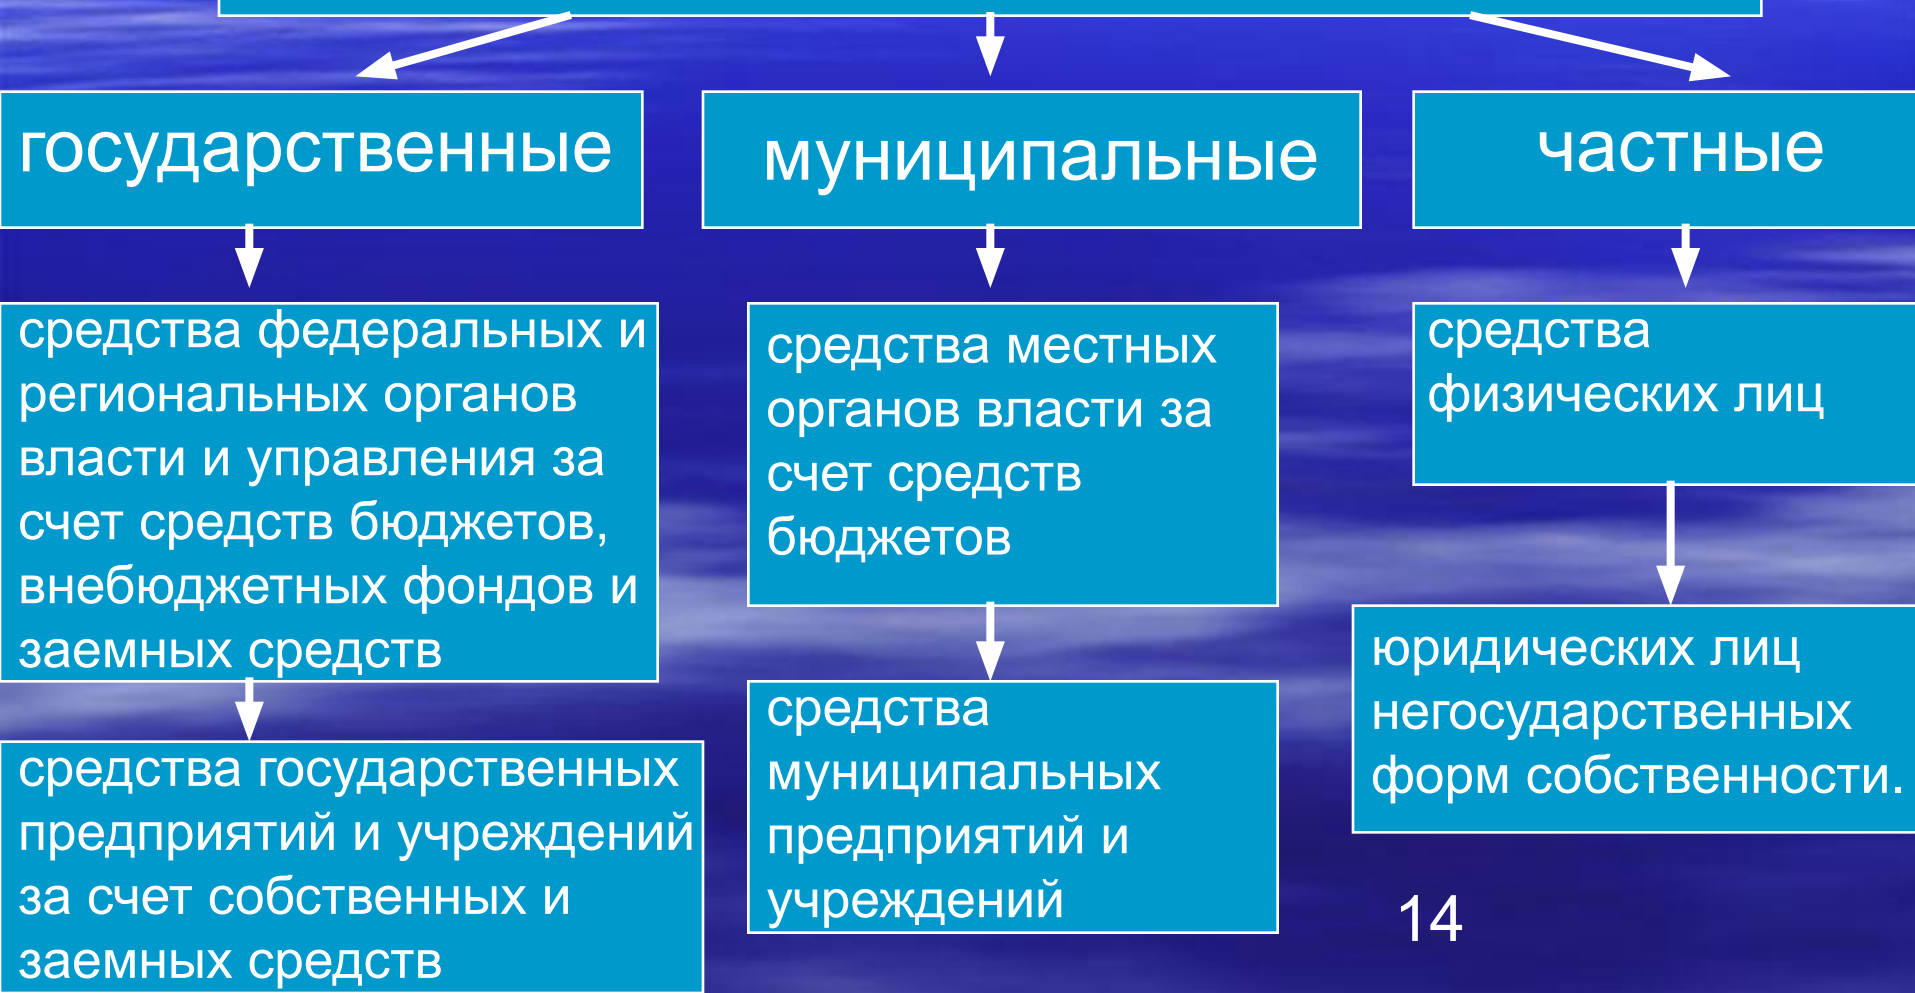 государственные
муниципальные
частные
средства федеральных и
региональных органов
власти и управления за
счет средств бюджетов,
внебюджетных фондов и
заемных средств
средства государственных
предприятий и учреждений
за счет собственных и
заемных средств
средства местных
органов власти за
счет средств
бюджетов
средства
муниципальных
предприятий и
учреждений
средства
физических лиц
юридических лиц
негосударственных
форм собственности.
14